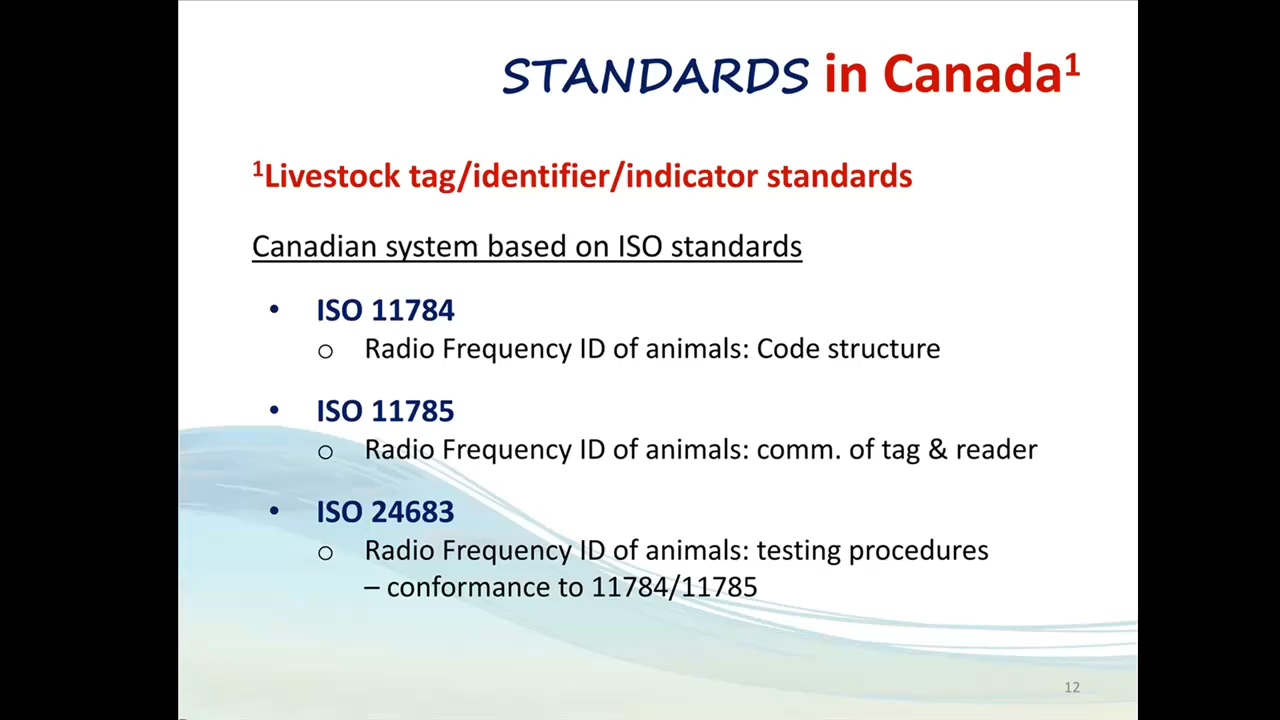 STANDARDS in Canada¹
¹Livestock tag/identifier/indicator standards
Canadian system based on ISO standards
• ISO 11784
o Radio Frequency ID of animals: Code structure
• ISO 11785
o Radio Frequency ID of animals: comm. of tag & reader
• ISO 24683
o Radio Frequency ID of animals: testing procedures
– conformance to 11784/11785
12